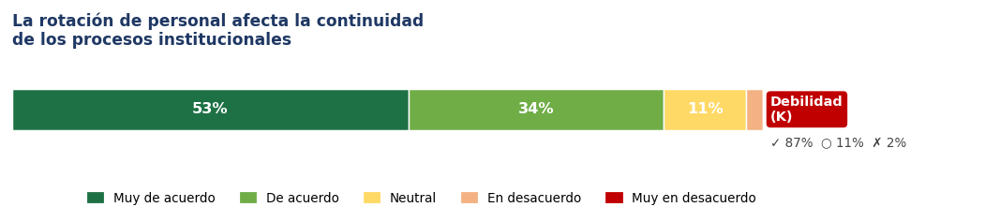 La rotación de personal afecta la continuidad
de los procesos institucionales
53% 34% 11% Debilidad
(K)
✓ 87% ○ 11% ✗ 2%
Muy de acuerdo De acuerdo Neutral En desacuerdo Muy en desacuerdo